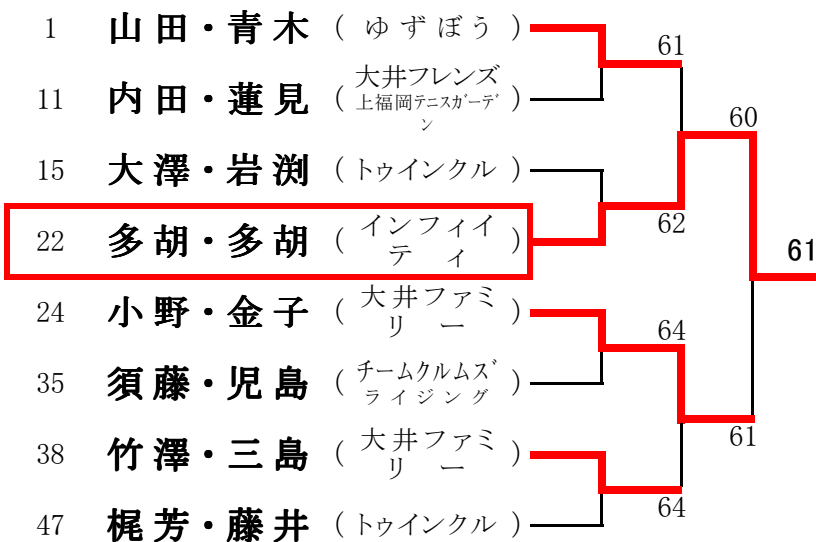 1 山田・青木 (ゆずぼう)
61
11 内田・蓮見 (大井フレンズ
上福岡テニスガーデ
ン)
60
15 大澤・岩渕 (トゥインクル)
62
22 多胡・多胡 (インフィイ
ティ)
61
24 小野・金子 (大井ファミ
リー)
64
35 須藤・児島 (チームクルムズ
ライジング)
61
38 竹澤・三島 (大井ファミ
リー)
64
47 梶芳・藤井 (トゥインクル)